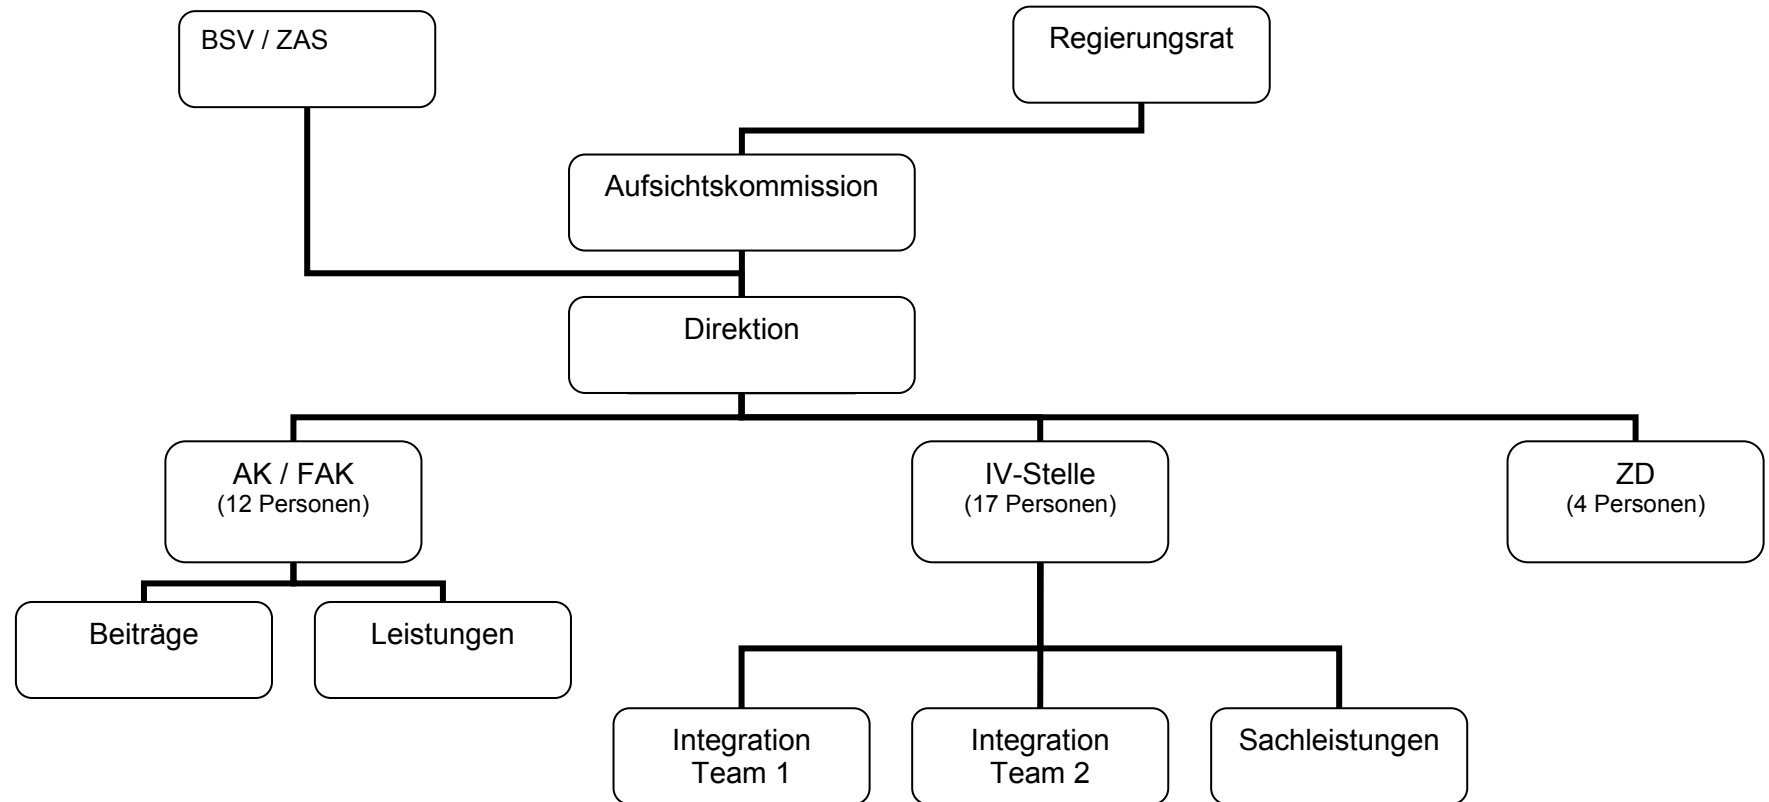 BSV / ZAS
Regierungsrat
Aufsichtskommission
Direktion
AK / FAK
(12 Personen)
IV-Stelle
(17 Personen)
ZD
(4 Personen)
Beiträge
Leistungen
Integration
Team 1
Integration
Team 2
Sachleistungen